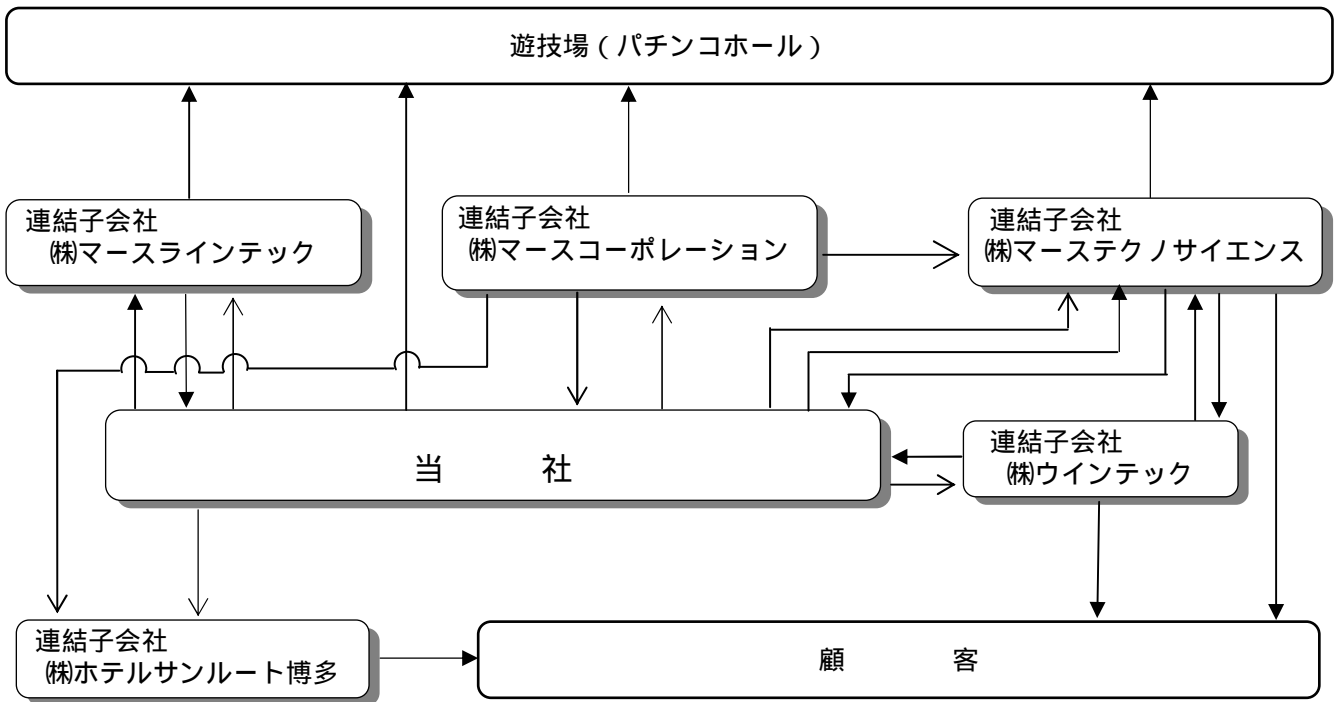 遊技場（パチンコホール）
連結子会社
㈱マースラインテック
連結子会社
㈱マースコーポレーション
連結子会社
㈱マーステクノサイエンス
当　　社
連結子会社
㈱ウインテック
連結子会社
㈱ホテルサンルート博多
顧　　客